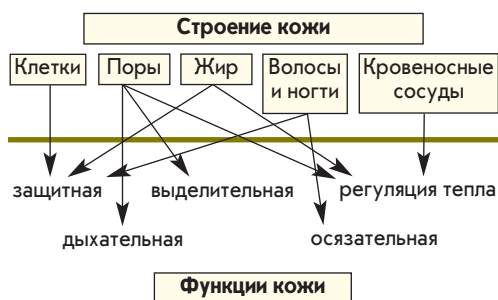 Строение кожи
Клетки
Поры
Жир
Волосы
и ногти
Кровеносные
сосуды
защитная
выделительная
регуляция тепла
дыхательная
осязательная
Функции кожи